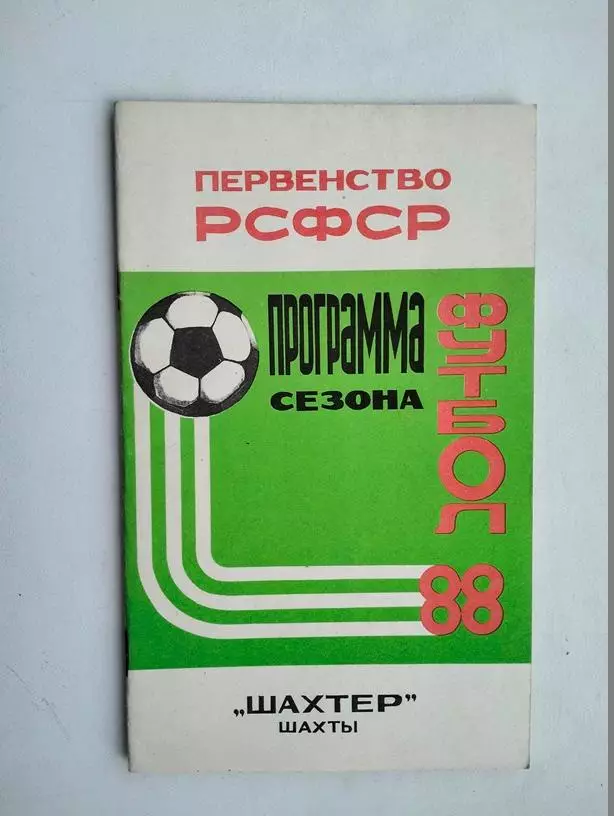 ПЕРВЕНСТВО
РСФСР
ПРОГРАММА
СЕЗОНА
ФУТБОЛ
88
„ШАХТЕР”
ШАХТЫ